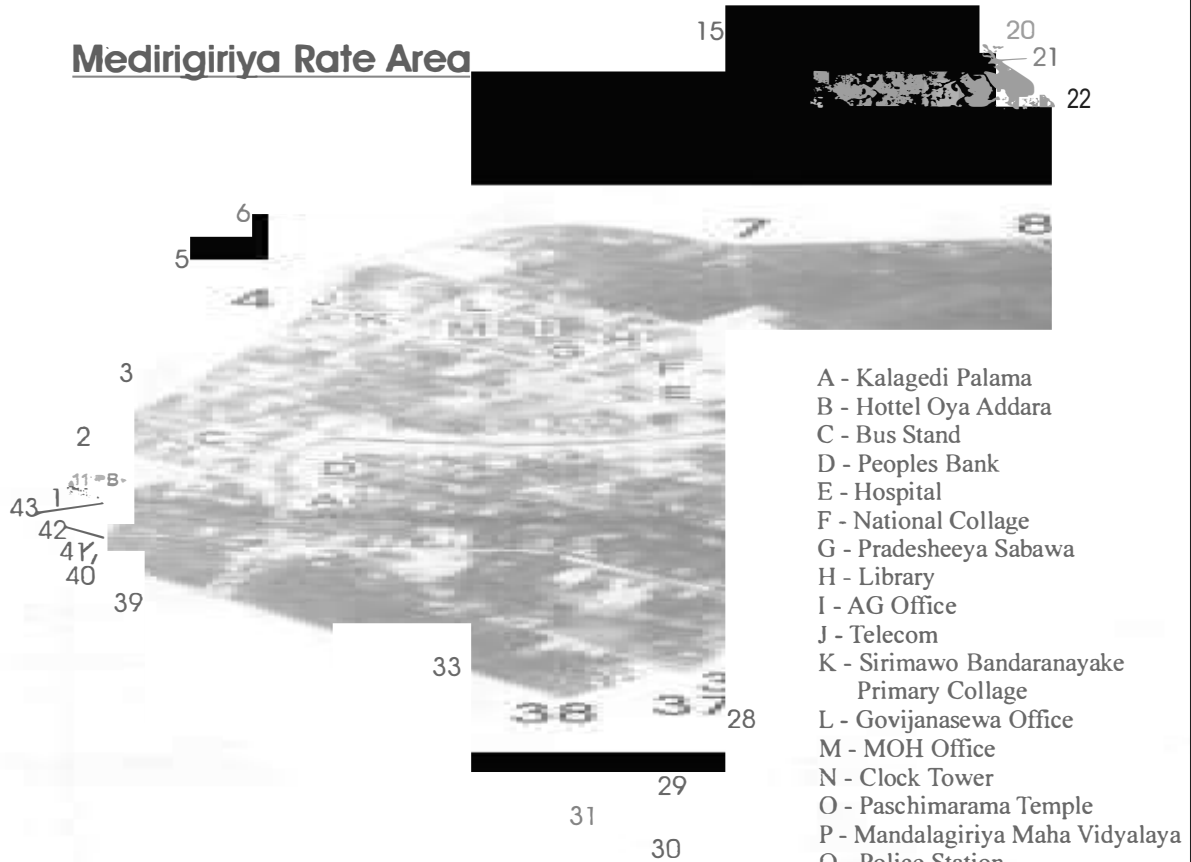 Medirigiriya Rate Area
15
20
21
22
6
5
7
8
4
3
2
1
43
42
41
40
39
33
38
37
28
29
31
30
C
D
M
G
H
F
E
B
A - Kalagedi Palama
B - Hottel Oya Addara
C - Bus Stand
D - Peoples Bank
E - Hospital
F - National Collage
G - Pradesheeya Sabawa
H - Library
I - AG Office
J - Telecom
K - Sirimawo Bandaranayake
Primary Collage
L - Govijanasewa Office
M - MOH Office
N - Clock Tower
O - Paschimarama Temple
P - Mandalagiriya Maha Vidyalaya
Q - Police Station